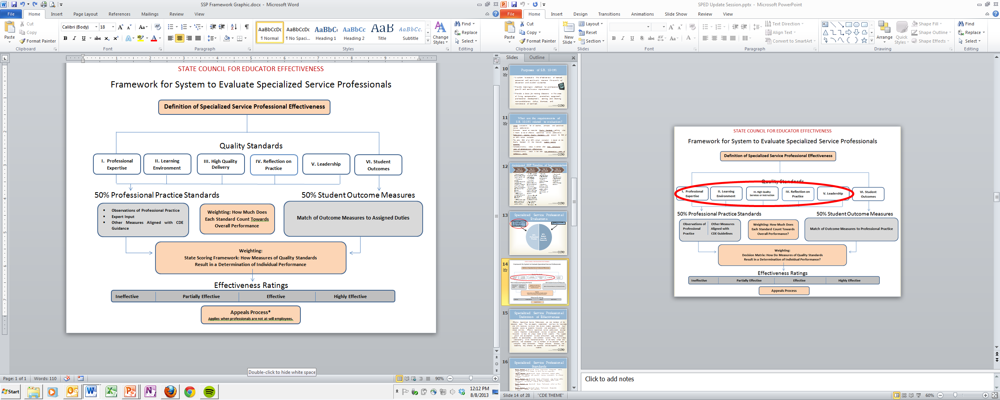 SSP Framework Graphic.docx - Microsoft Word
File Home Insert Page Layout References Mailings Review View
Paste
Cut
Copy
Format Painter
Clipboard
Calibri (Body) 18
Font
Paragraph
AaBbCcDc AaBbCcDc AaBbCc AaBbCc AaB AaBbCcI
¶ Normal ¶ No Spaci... Heading 1 Heading 2 Title Subtitle
Change Styles
Styles
Find
Replace
Select
Editing
STATE COUNCIL FOR EDUCATOR EFFECTIVENESS
Framework for System to Evaluate Specialized Service Professionals
Definition of Specialized Service Professional Effectiveness
Quality Standards
I. Professional Expertise
II. Learning Environment
III. High Quality Delivery
IV. Reflection on Practice
V. Leadership
VI. Student Outcomes
50% Professional Practice Standards
50% Student Outcome Measures
• Observations of Professional Practice
• Expert Input
• Other Measures Aligned with CDE Guidance
Weighting: How Much Does
Each Standard Count Towards
Overall Performance
Match of Outcome Measures to Assigned Duties
Weighting:
State Scoring Framework: How Measures of Quality Standards
Result in a Determination of Individual Performance
Effectiveness Ratings
Ineffective Partially Effective Effective Highly Effective
Appeals Process*
Applies when professionals are not at-will employees.
Double-click to hide white space
Page: 1 of 1 Words: 110 90%
Start
12:12 PM
8/8/2013
SPED Update Session.pptx - Microsoft PowerPoint
File Home Insert Design Transitions Animations Slide Show Review View
Paste
Cut
Copy
Format Painter
Clipboard
New Slide
Layout
Reset
Section
Slides
Font
Text Direction
Align Text
Convert to SmartArt
Paragraph
Arrange
Quick Styles
Shape Fill
Shape Outline
Shape Effects
Drawing
Find
Replace
Select
Editing
Slides Outline
10
Purposes of S.B. 10-191
cde
11
What are the requirements of
S.B. 10-191 related to evaluation?
12
Anticipated SSP Timeline of Implementation
cde
13
Specialized Service Professional
Evaluations
cde
14
15
Specialized Service Professional
Definition of Effectiveness
cde
16
Specialized Service Professional
Standards
STATE COUNCIL FOR EDUCATOR EFFECTIVENESS
Framework for System to Evaluate Specialized Service Professionals
Definition of Specialized Service Professional Effectiveness
Quality Standards
I. Professional Expertise
II. Learning Environment
III. High Quality Services or Instruction
IV. Reflection on Practice
V. Leadership
VI. Student Outcomes
50% Professional Practice Standards
50% Student Outcome Measures
Observations of Professional Practice
Other Measures Aligned with CDE Guidelines
Weighting: How Much Does
Each Standard Count Towards
Overall Performance?
Match of Outcome Measures to Professional Practice
Weighting:
Decision Matrix: How Do Measures of Quality Standards
Result in a Determination of Individual Performance?
Effectiveness Ratings
Ineffective Partially Effective Effective Highly Effective
Appeals Process
Click to add notes
Slide 14 of 28 "CDE THEME" 60%